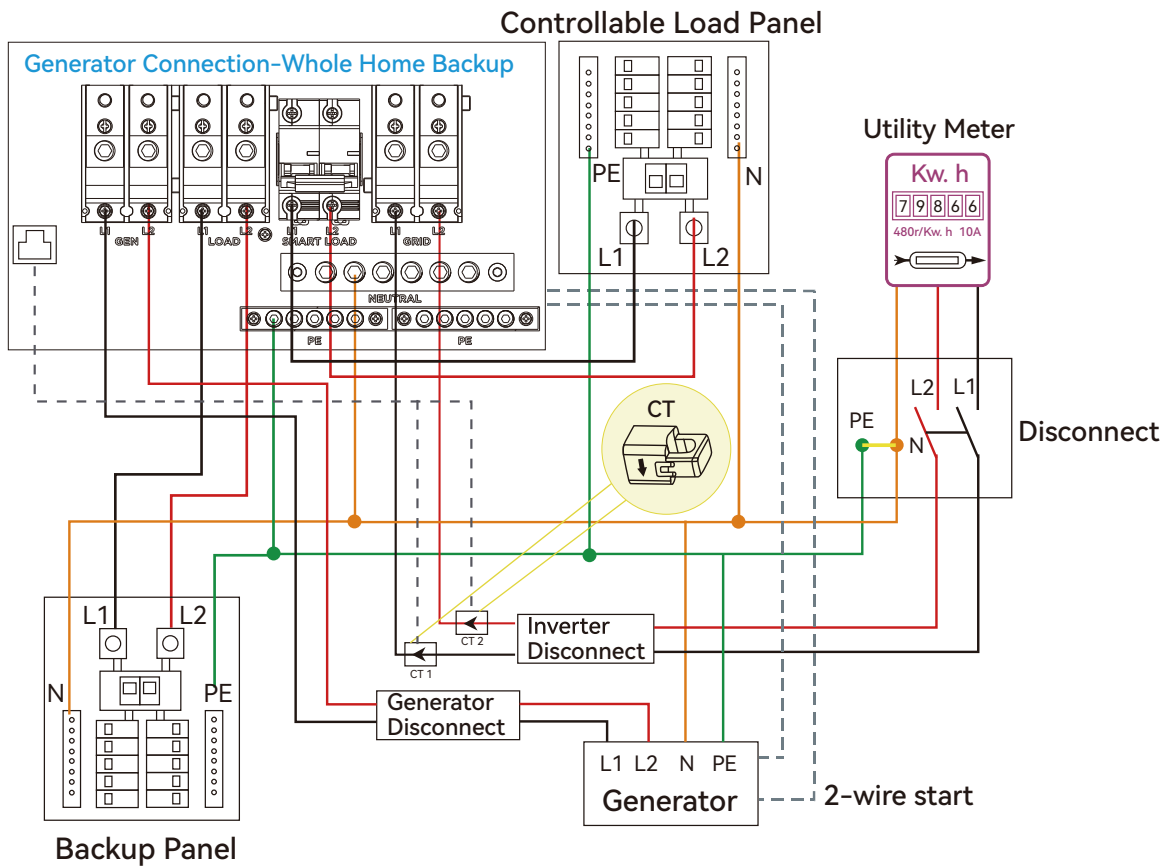 Controllable Load Panel
Generator Connection-Whole Home Backup
Utility Meter
Kw. h
79866
480r/Kw. h 10A
PE
N
L1
L2
L1
L2
L1
L2
L1
L2
L1
L2
GEN
LOAD
SMART LOAD
GRID
NEUTRAL
PE
PE
L2
L1
PE
N
Disconnect
CT
L1
L2
N
PE
Backup Panel
CT 2
CT 1
Inverter
Disconnect
Generator
Disconnect
L1 L2 N PE
Generator
2-wire start